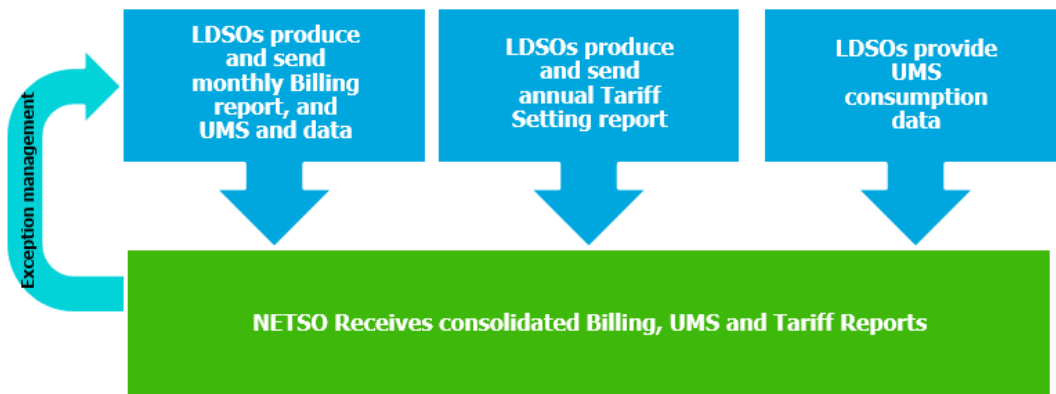 LDSOs produce
and send
monthly Billing
report, and
UMS and data
LDSOs produce
and send
annual Tariff
Setting report
LDSOs provide
UMS
consumption
data
Exception management
NETSO Receives consolidated Billing, UMS and Tariff Reports